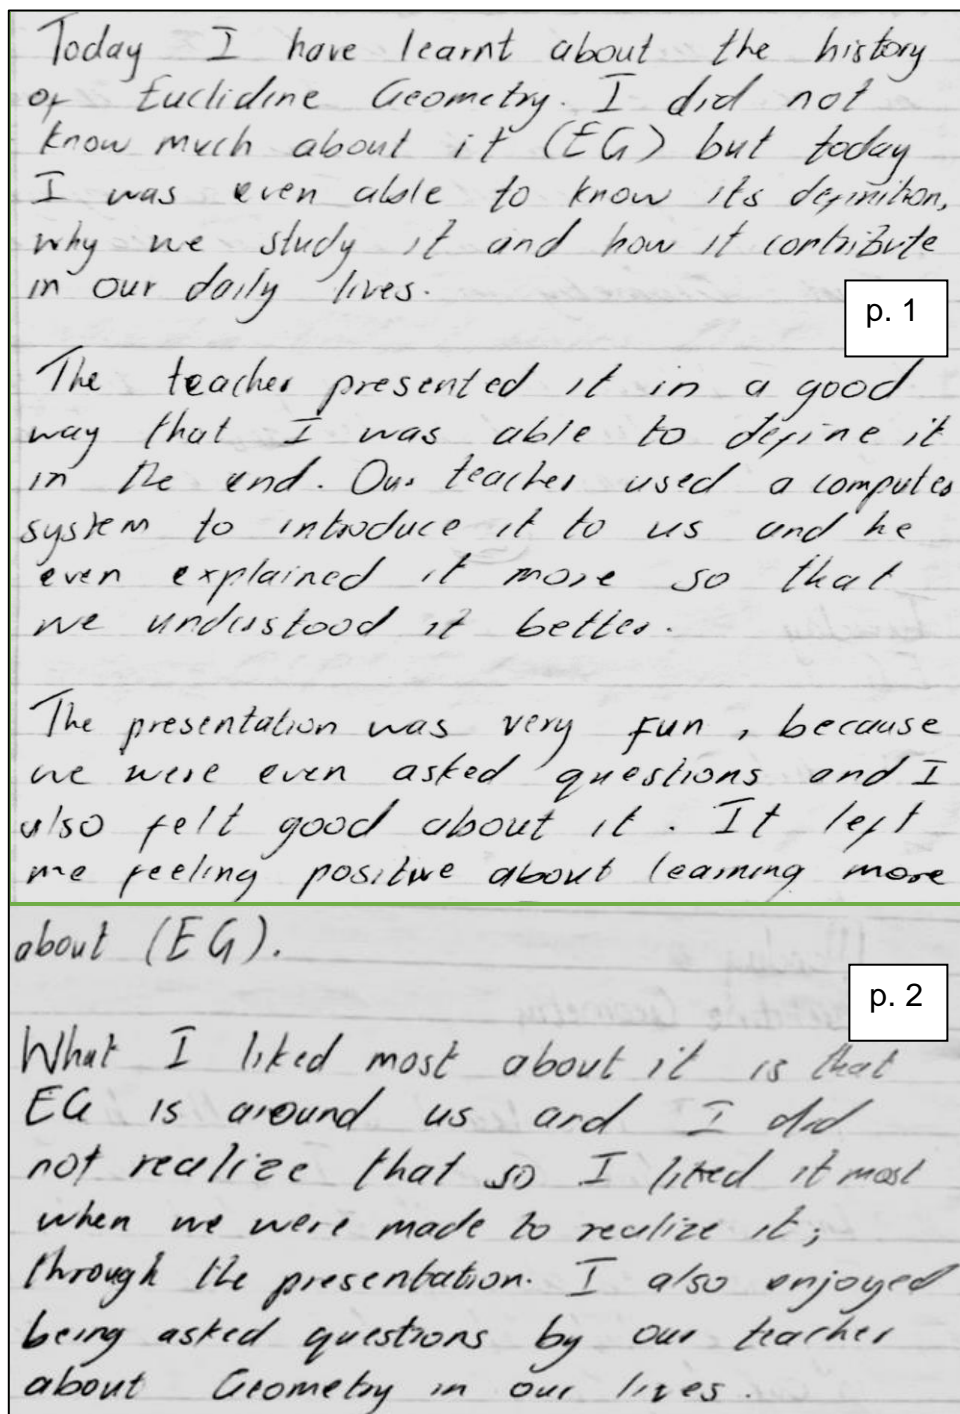 Today I have learnt about the history
of Euclidine Geometry. I did not
know much about it (EG) but today
I was even able to know its definition,
why we study it and how it contribute
in our daily lives.
p. 1
The teacher presented it in a good
way that I was able to define it
in the end. Our teacher used a computer
system to introduce it to us and he
even explained it more so that
we understood it better.
The presentation was very fun, because
we were even asked questions and I
also felt good about it. It left
me feeling positive about learning more
about (EG).
p. 2
What I liked most about it is that
EG is around us and I did
not realize that so I liked it most
when we were made to realize it;
through the presentation. I also enjoyed
being asked questions by our teacher
about Geometry in our lives.